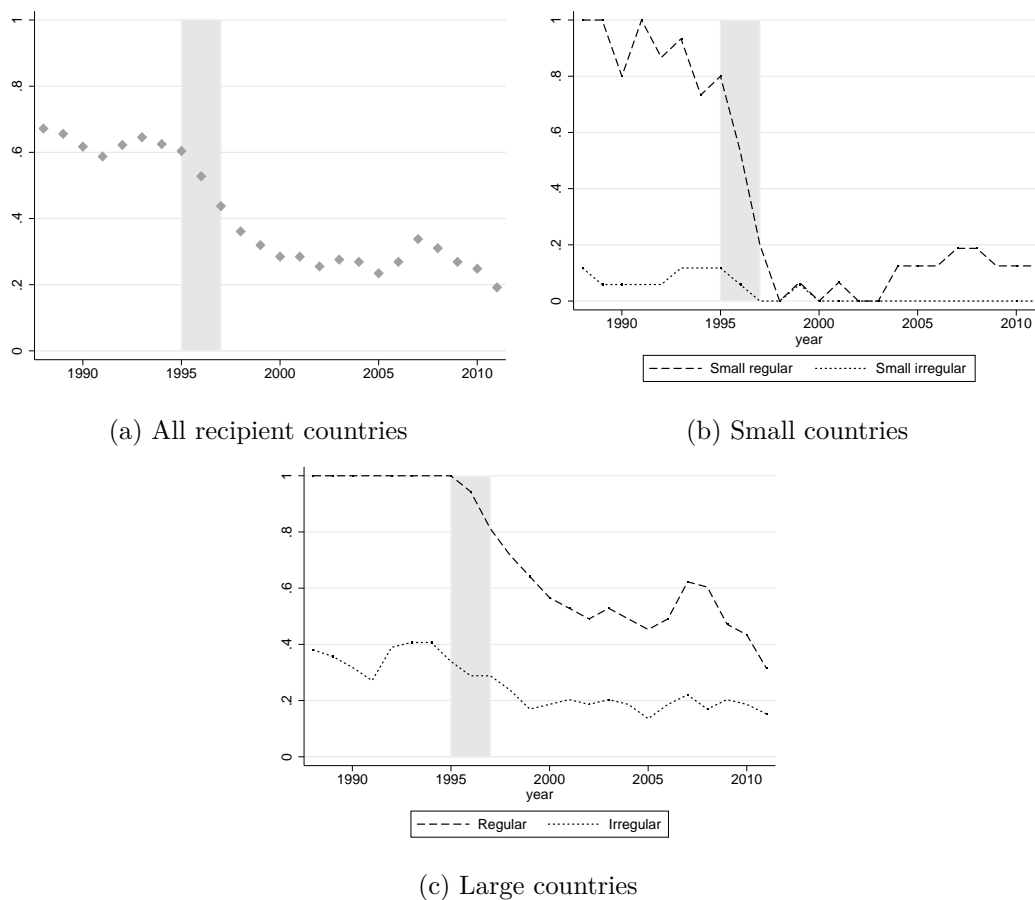 1
.8
.6
.4
.2
0
1990 1995 2000 2005 2010
(a) All recipient countries
1
.8
.6
.4
.2
0
1990 1995 2000 2005 2010
year
Small regular Small irregular
(b) Small countries
1
.8
.6
.4
.2
0
1990 1995 2000 2005 2010
year
Regular Irregular
(c) Large countries